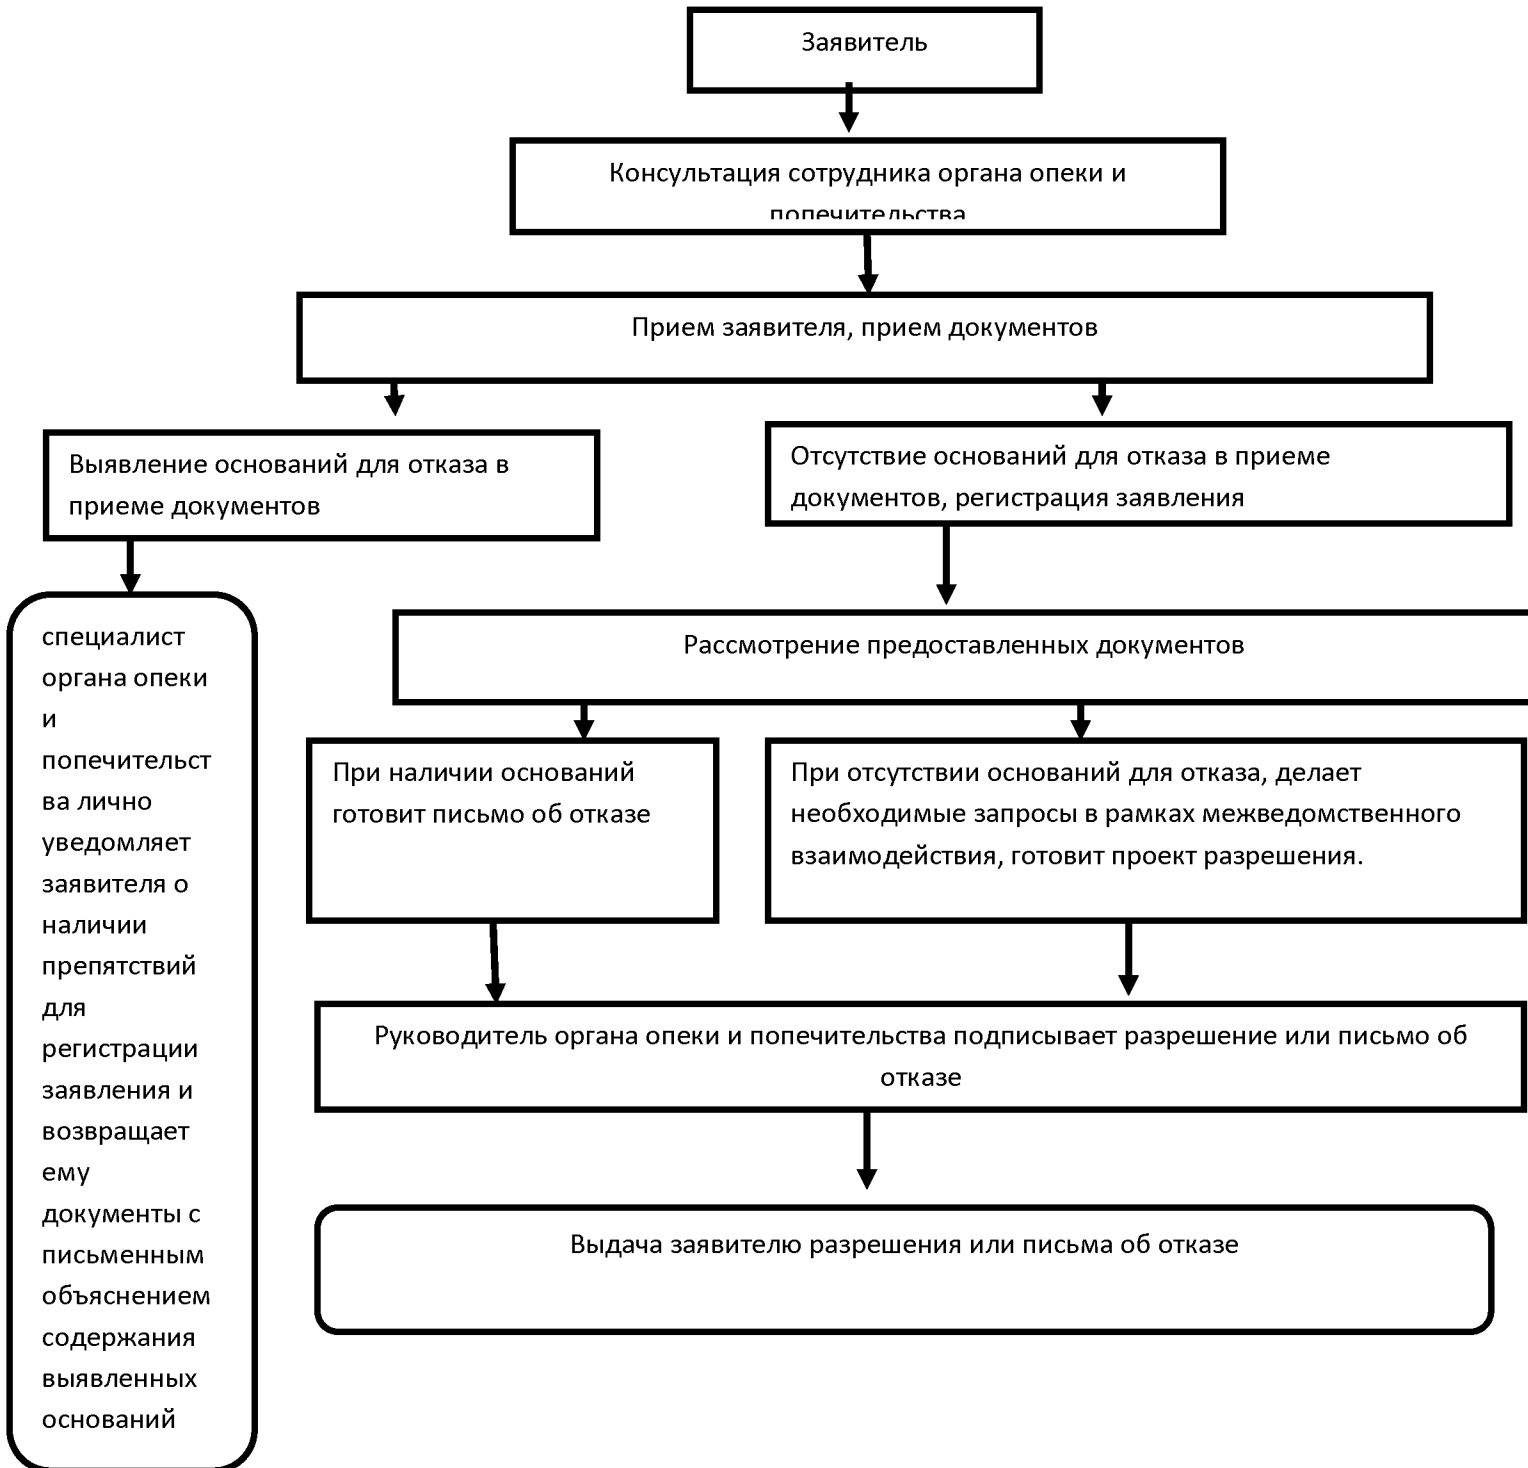 Заявитель
Консультация сотрудника органа опеки и
попечительства
Прием заявителя, прием документов
Выявление оснований для отказа в
приеме документов
Отсутствие оснований для отказа в приеме
документов, регистрация заявления
специалист
органа опеки
и
попечительст
ва лично
уведомляет
заявителя о
наличии
препятствий
для
регистрации
заявления и
возвращает
ему
документы с
письменным
объяснением
содержания
выявленных
оснований
Рассмотрение предоставленных документов
При наличии оснований
готовит письмо об отказе
При отсутствии оснований для отказа, делает
необходимые запросы в рамках межведомственного
взаимодействия, готовит проект разрешения.
Руководитель органа опеки и попечительства подписывает разрешение или письмо об
отказе
Выдача заявителю разрешения или письма об отказе